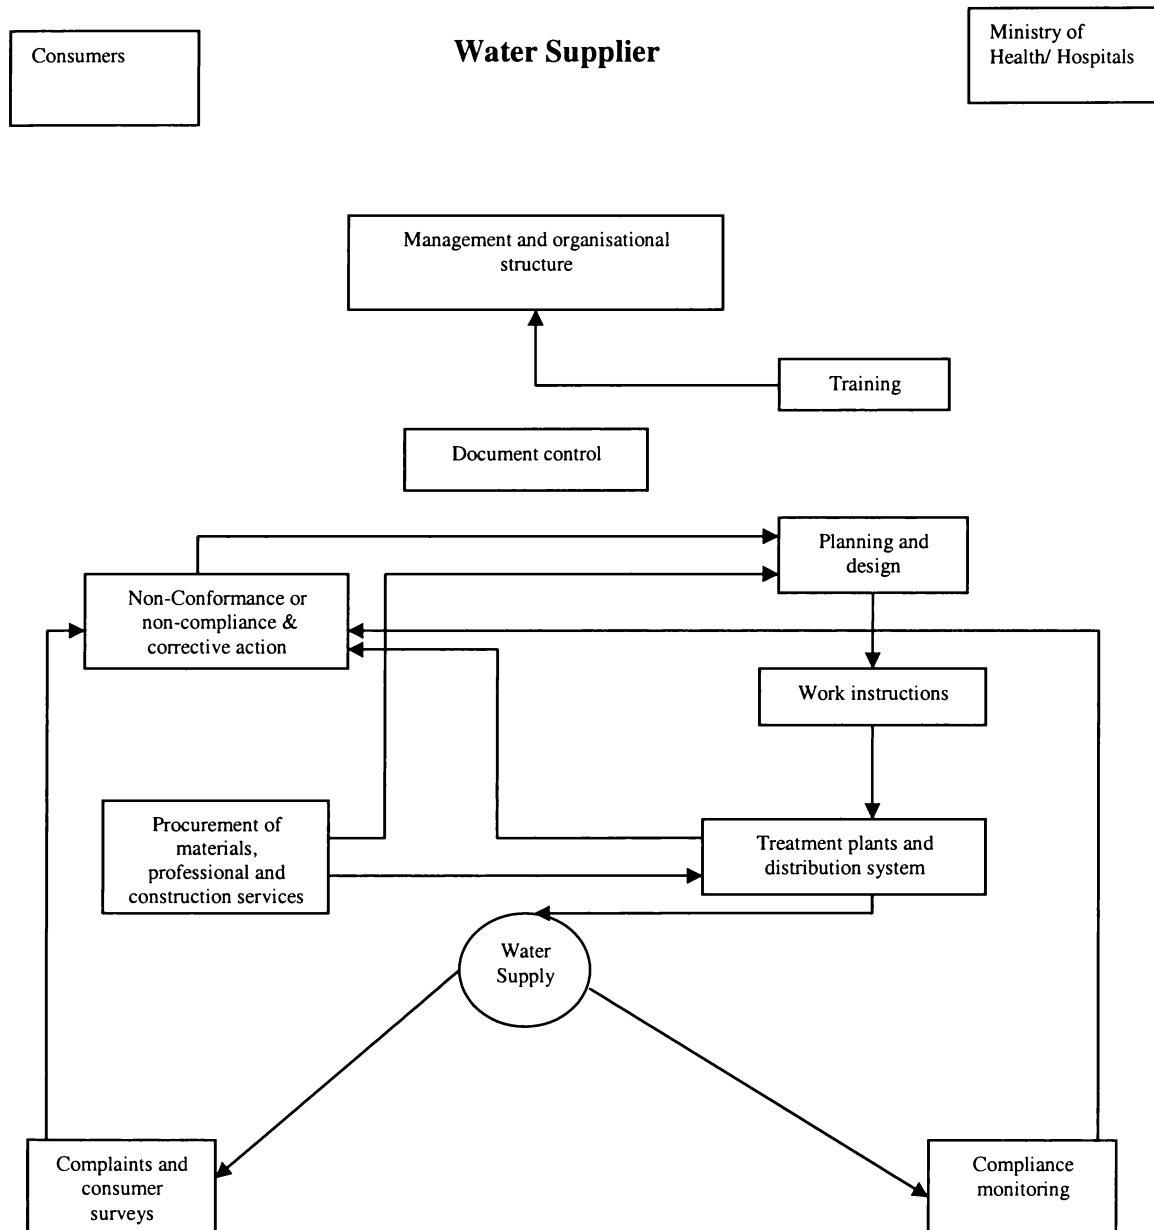 Consumers
Water Supplier
Ministry of
Health/ Hospitals
Management and organisational
structure
Training
Document control
Planning and
design
Non-Conformance or
non-compliance &
corrective action
Work instructions
Procurement of
materials,
professional and
construction services
Treatment plants and
distribution system
Water
Supply
Complaints and
consumer
surveys
Compliance
monitoring